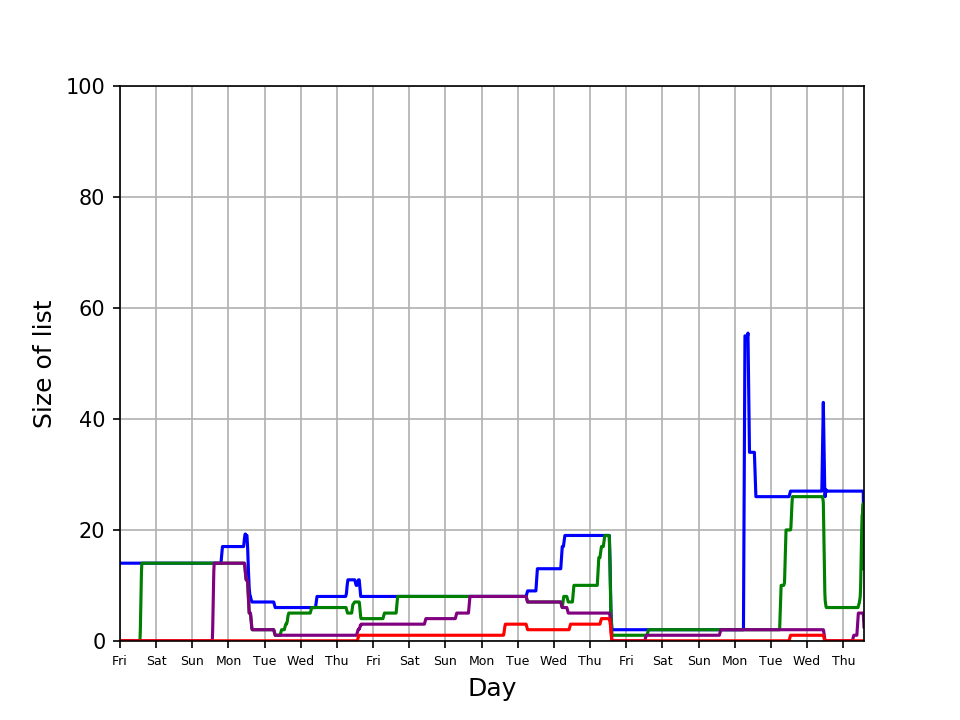 100
80
60
40
20
0
Size of list
Fri Sat Sun Mon Tue Wed Thu Fri Sat Sun Mon Tue Wed Thu Fri Sat Sun Mon Tue Wed Thu
Day